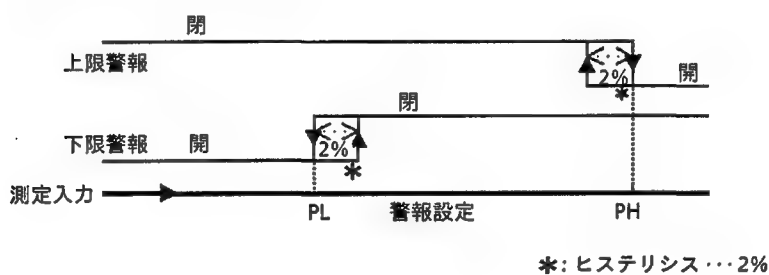 閉
上限警報
2%
*
開
閉
下限警報 開
2%
*
測定入力
PL 警報設定 PH
*: ヒステリシス ··· 2%